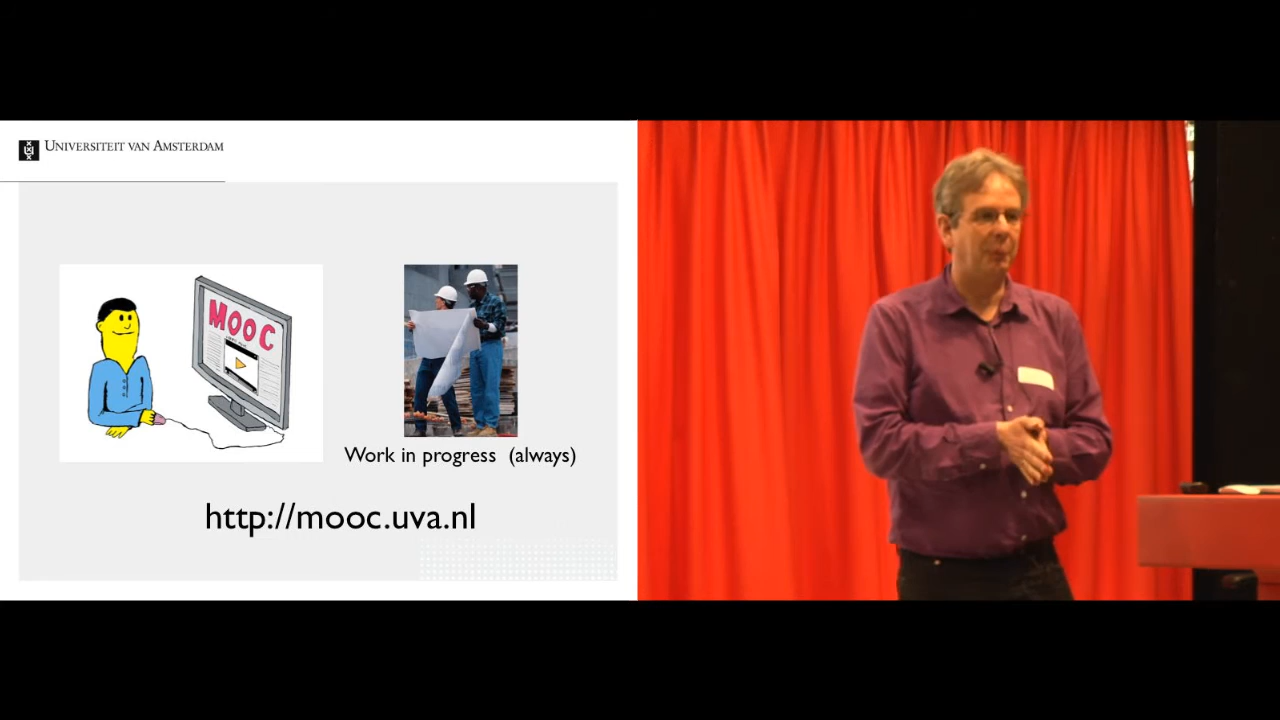 UNIVERSITEIT VAN AMSTERDAM
MOOC
Work in progress (always)
http://mooc.uva.nl